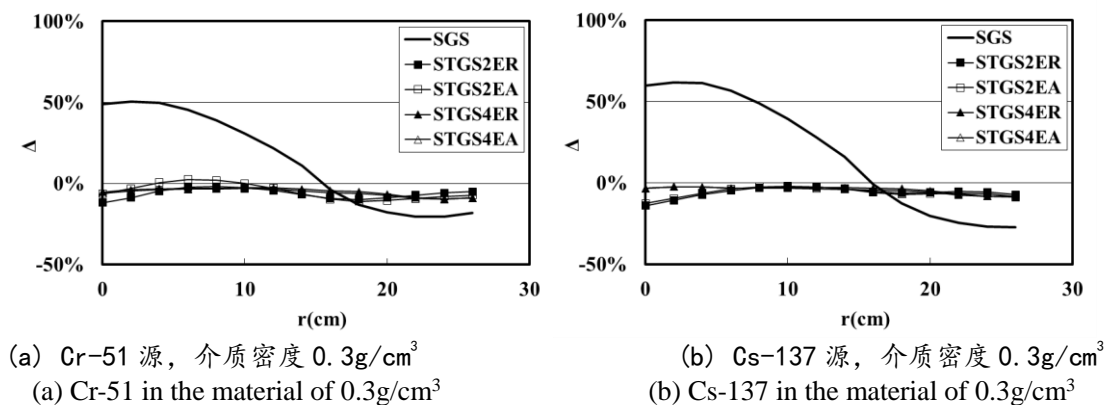 100%
50%
0%
-50%
Δ
0
10
20
30
r(cm)
SGS
STGS2ER
STGS2EA
STGS4ER
STGS4EA
100%
50%
0%
-50%
Δ
0
10
20
30
r(cm)
SGS
STGS2ER
STGS2EA
STGS4ER
STGS4EA
(a) Cr-51 源，介质密度 0.3g/cm³
(b) Cs-137 源，介质密度 0.3g/cm³
(a) Cr-51 in the material of 0.3g/cm³
(b) Cs-137 in the material of 0.3g/cm³